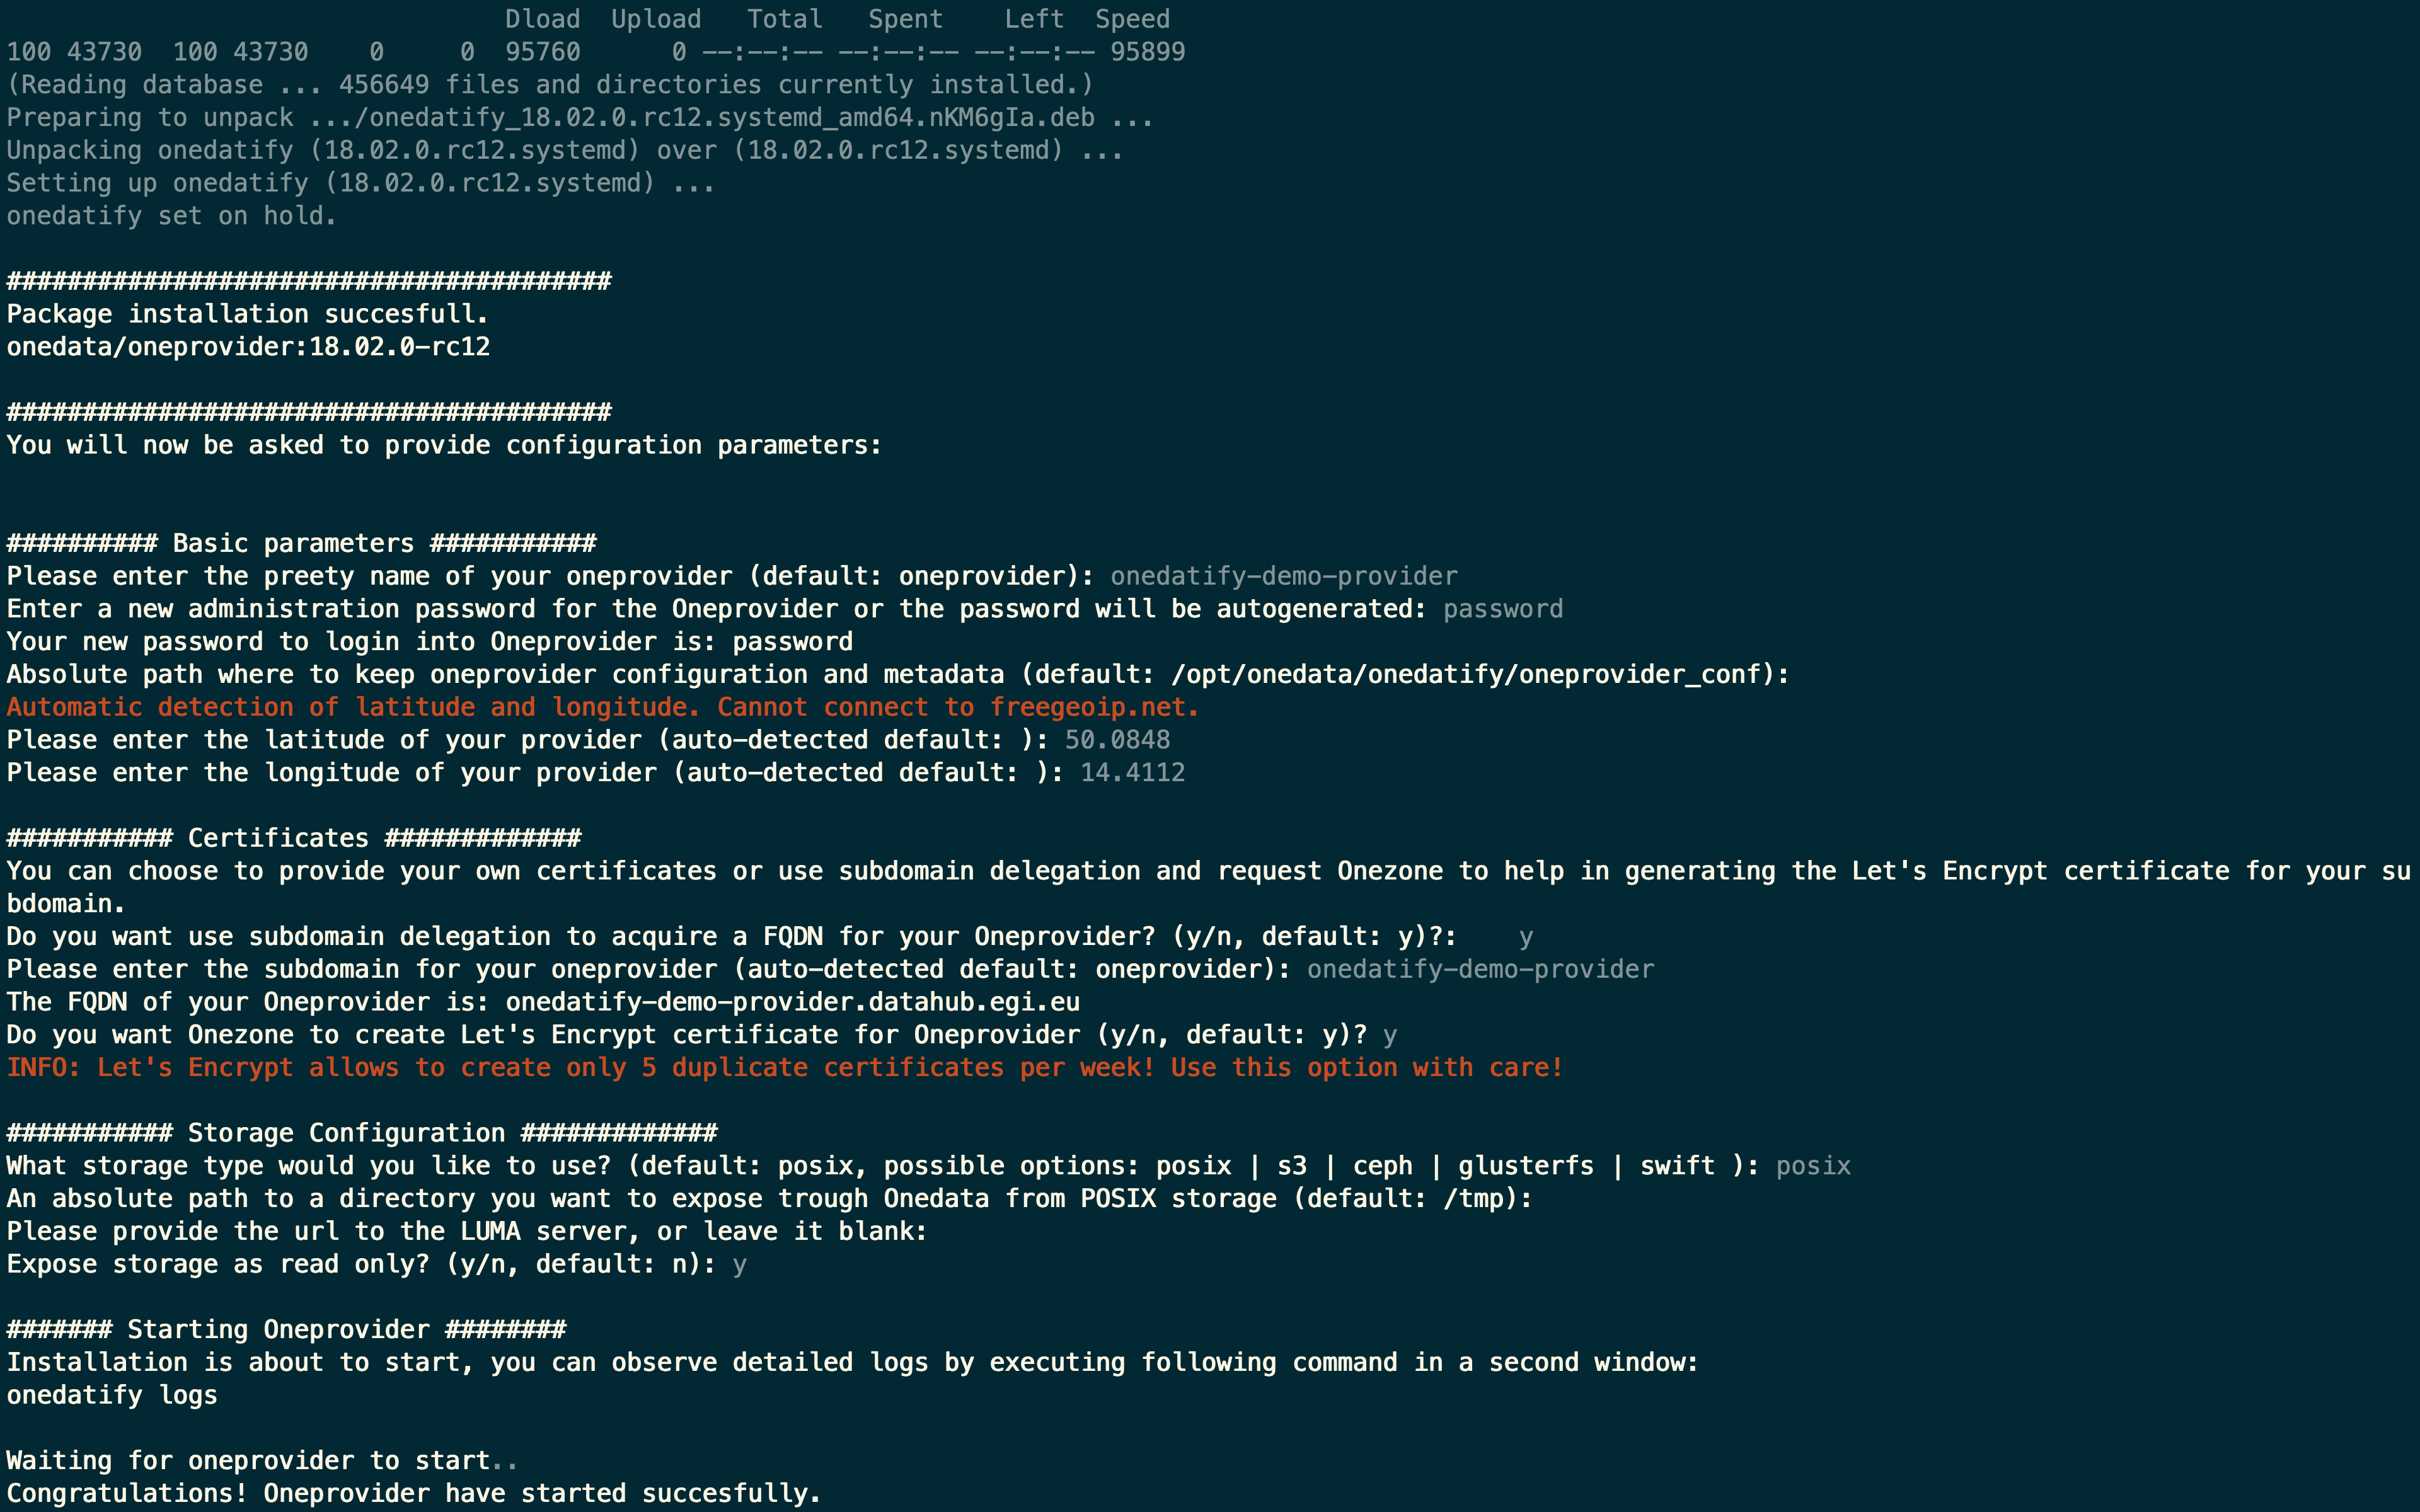 Dload  Upload   Total   Spent    Left  Speed
100 43730  100 43730    0     0  95760      0 --:--:-- --:--:-- --:--:-- 95899
(Reading database ... 456649 files and directories currently installed.)
Preparing to unpack .../onedatify_18.02.0.rc12.systemd_amd64.nKM6gIa.deb ...
Unpacking onedatify (18.02.0.rc12.systemd) over (18.02.0.rc12.systemd) ...
Setting up onedatify (18.02.0.rc12.systemd) ...
onedatify set on hold.
########################################
Package installation succesfull.
onedata/oneprovider:18.02.0-rc12
########################################
You will now be asked to provide configuration parameters:
########## Basic parameters ###########
Please enter the preety name of your oneprovider (default: oneprovider): onedatify-demo-provider
Enter a new administration password for the Oneprovider or the password will be autogenerated: password
Your new password to login into Oneprovider is: password
Absolute path where to keep oneprovider configuration and metadata (default: /opt/onedata/onedatify/oneprovider_conf):
Automatic detection of latitude and longitude. Cannot connect to freegeoip.net.
Please enter the latitude of your provider (auto-detected default: ): 50.0848
Please enter the longitude of your provider (auto-detected default: ): 14.4112
########### Certificates #############
You can choose to provide your own certificates or use subdomain delegation and request Onezone to help in generating the Let's Encrypt certificate for your su
bdomain.
Do you want use subdomain delegation to acquire a FQDN for your Oneprovider? (y/n, default: y)?:    y
Please enter the subdomain for your oneprovider (auto-detected default: oneprovider): onedatify-demo-provider
The FQDN of your Oneprovider is: onedatify-demo-provider.datahub.egi.eu
Do you want Onezone to create Let's Encrypt certificate for Oneprovider (y/n, default: y)? y
INFO: Let's Encrypt allows to create only 5 duplicate certificates per week! Use this option with care!
########### Storage Configuration #############
What storage type would you like to use? (default: posix, possible options: posix | s3 | ceph | glusterfs | swift ): posix
An absolute path to a directory you want to expose trough Onedata from POSIX storage (default: /tmp):
Please provide the url to the LUMA server, or leave it blank:
Expose storage as read only? (y/n, default: n): y
####### Starting Oneprovider ########
Installation is about to start, you can observe detailed logs by executing following command in a second window:
onedatify logs
Waiting for oneprovider to start..
Congratulations! Oneprovider have started succesfully.